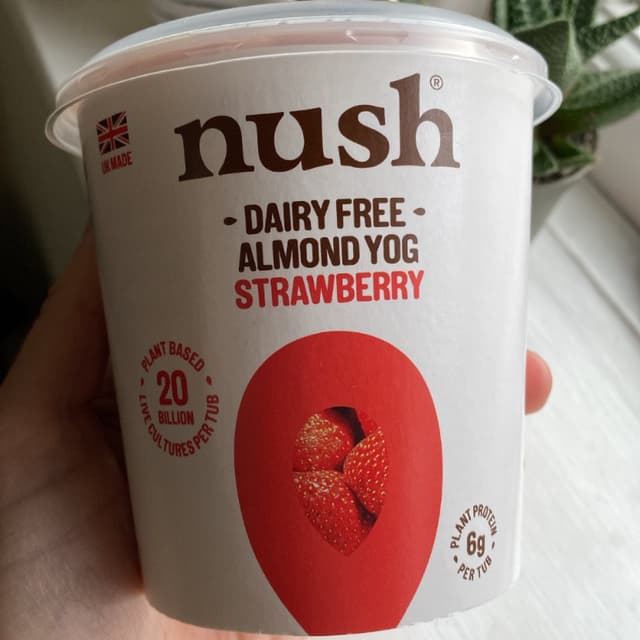 nush®
UK MADE
DAIRY FREE
ALMOND YOG
STRAWBERRY
PLANT BASED
20
BILLION
LIVE CULTURES PER TUB
PLANT PROTEIN
6g
PER TUB